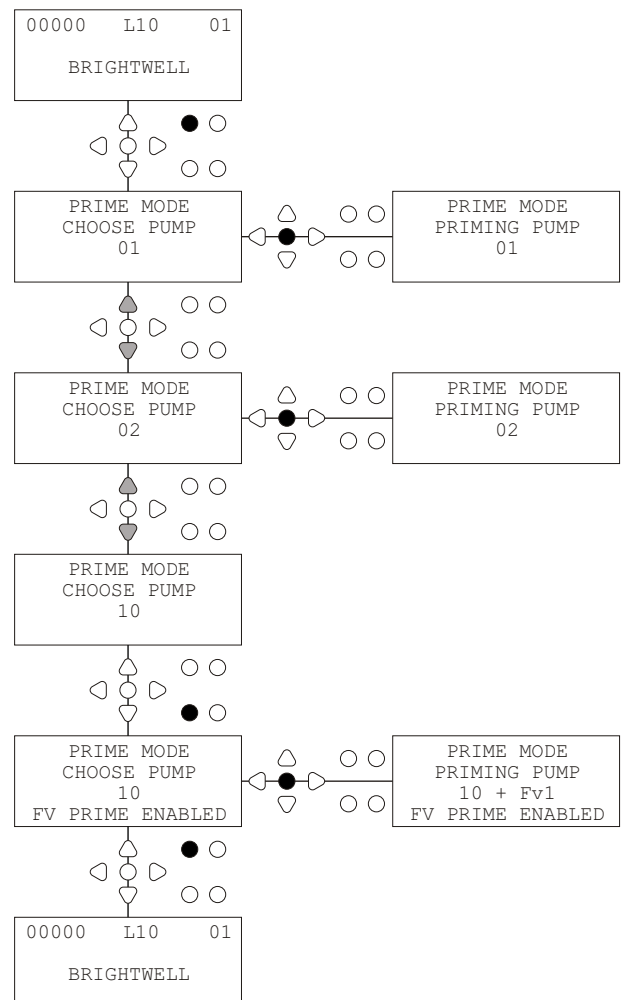 00000 L10 01
BRIGHTWELL
PRIME MODE
CHOOSE PUMP
01
PRIME MODE
PRIMING PUMP
01
PRIME MODE
CHOOSE PUMP
02
PRIME MODE
PRIMING PUMP
02
PRIME MODE
CHOOSE PUMP
10
PRIME MODE
CHOOSE PUMP
10
FV PRIME ENABLED
PRIME MODE
PRIMING PUMP
10 + Fv1
FV PRIME ENABLED
00000 L10 01
BRIGHTWELL